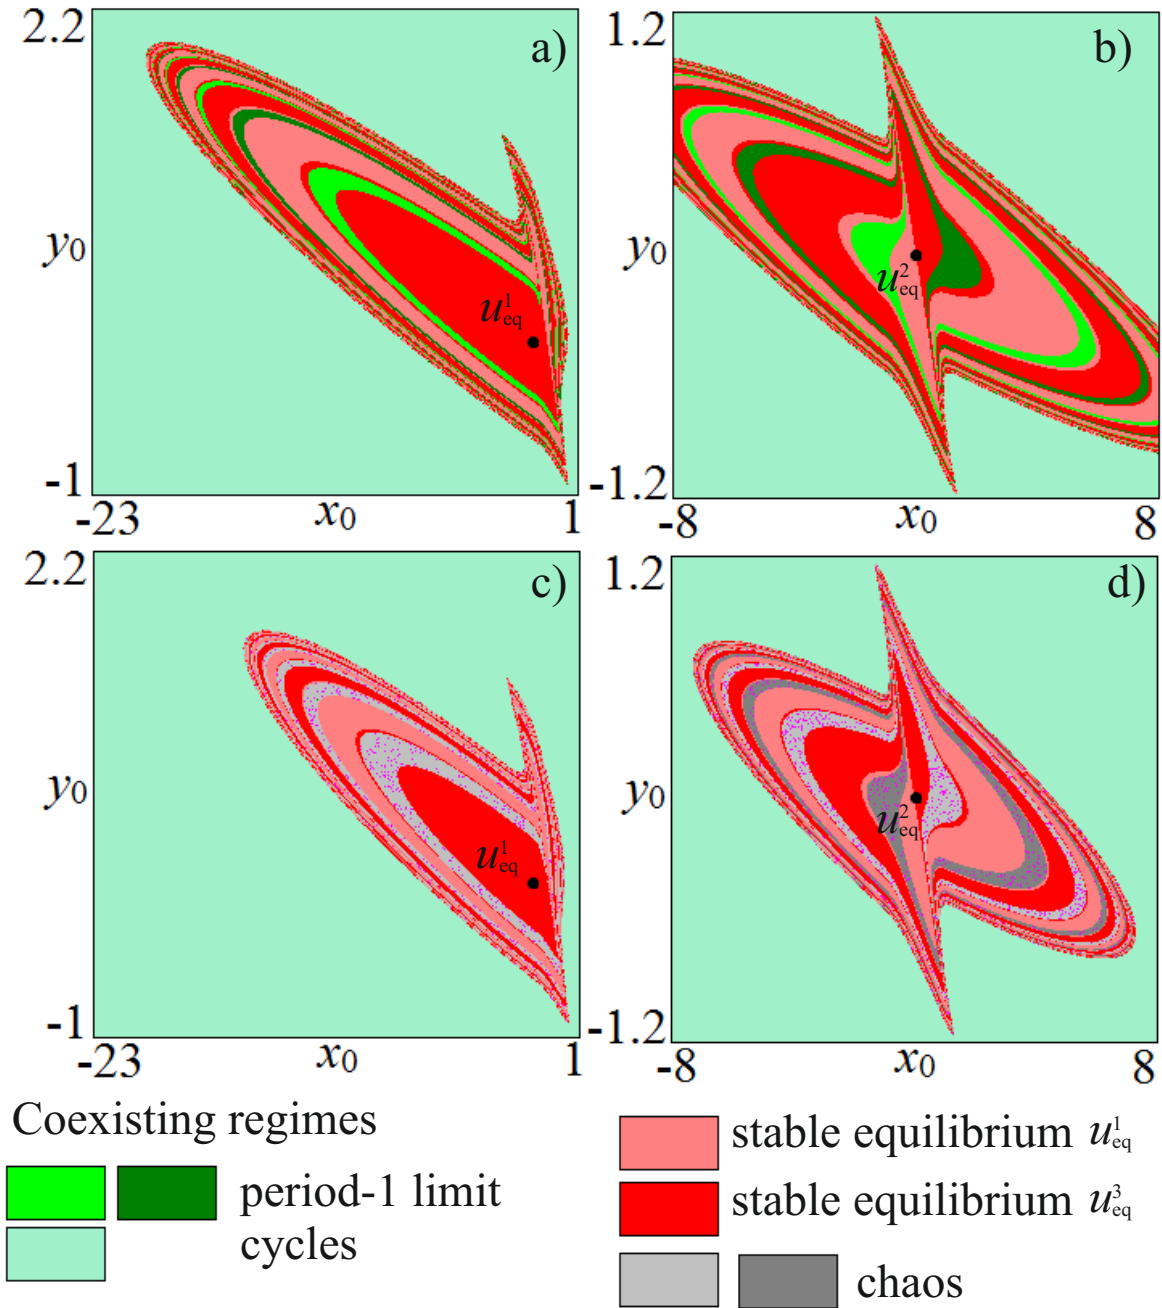 2.2
a)
y0
u1eq
-1
-23
x0
1
1.2
b)
y0
u2eq
-1.2
-8
x0
8
2.2
c)
y0
u1eq
-1
-23
x0
1
1.2
d)
y0
u2eq
-1.2
-8
x0
8
Coexisting regimes
period-1 limit
cycles
stable equilibrium u1eq
stable equilibrium u3eq
chaos